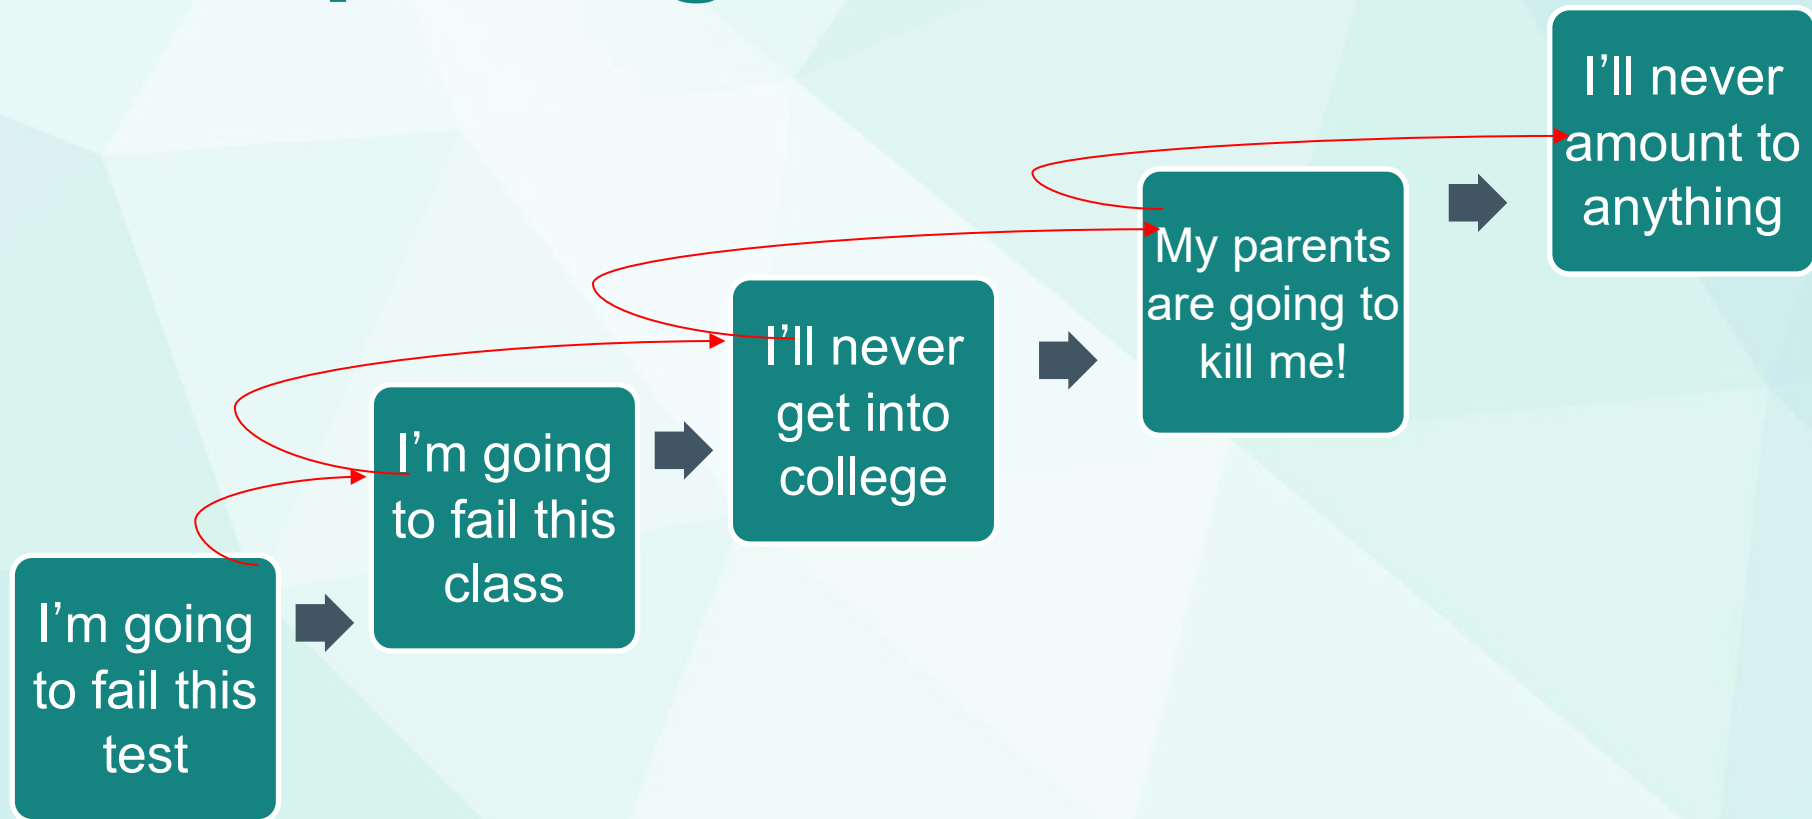 I'm going
to fail this
test
I'm going
to fail this
class
I'll never
get into
college
My parents
are going to
kill me!
I'll never
amount to
anything